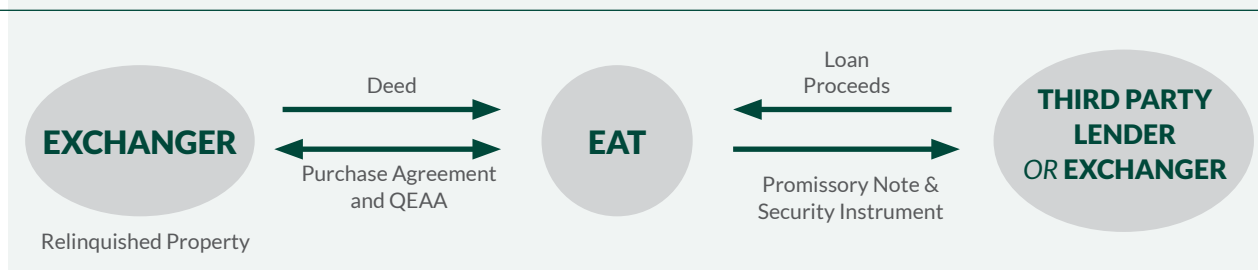 EXCHANGER
Relinquished Property
Deed
Purchase Agreement
and QEAA
EAT
Loan
Proceeds
Promissory Note &
Security Instrument
THIRD PARTY
LENDER
OR EXCHANGER